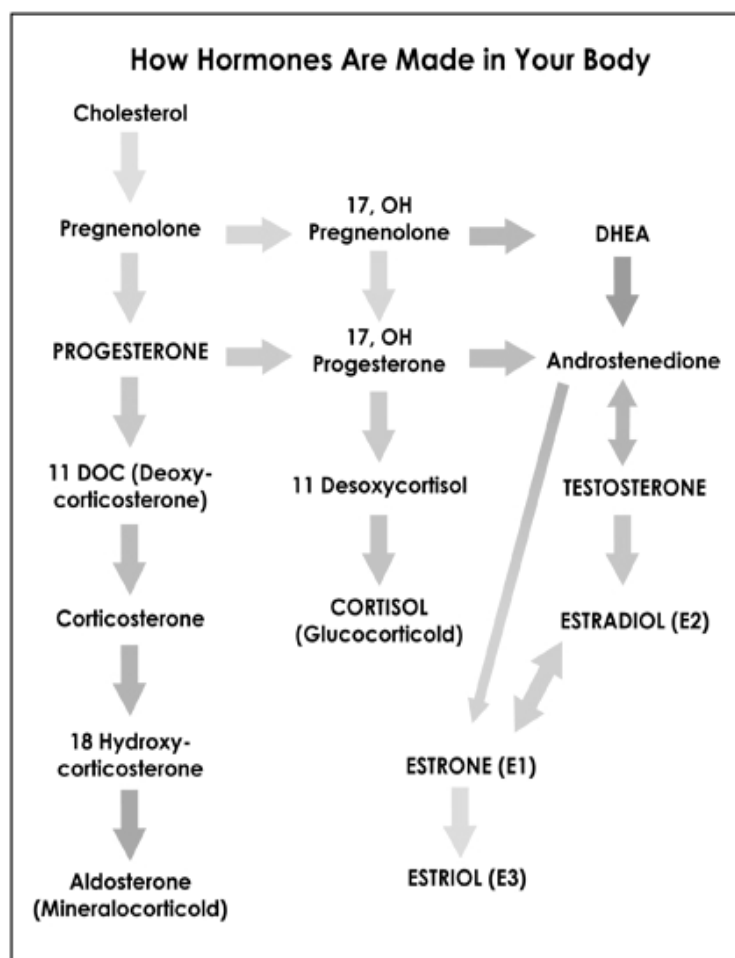 How Hormones Are Made in Your Body
Cholesterol
Pregnenolone
17, OH
Pregnenolone
DHEA
PROGESTERONE
17, OH
Progesterone
Androstenedione
11 DOC (Deoxy-
corticosterone)
11 Desoxycortisol
TESTOSTERONE
Corticosterone
CORTISOL
(Glucocorticold)
ESTRADIOL (E2)
18 Hydroxy-
corticosterone
ESTRONE (E1)
Aldosterone
(Mineralocorticold)
ESTRIOL (E3)